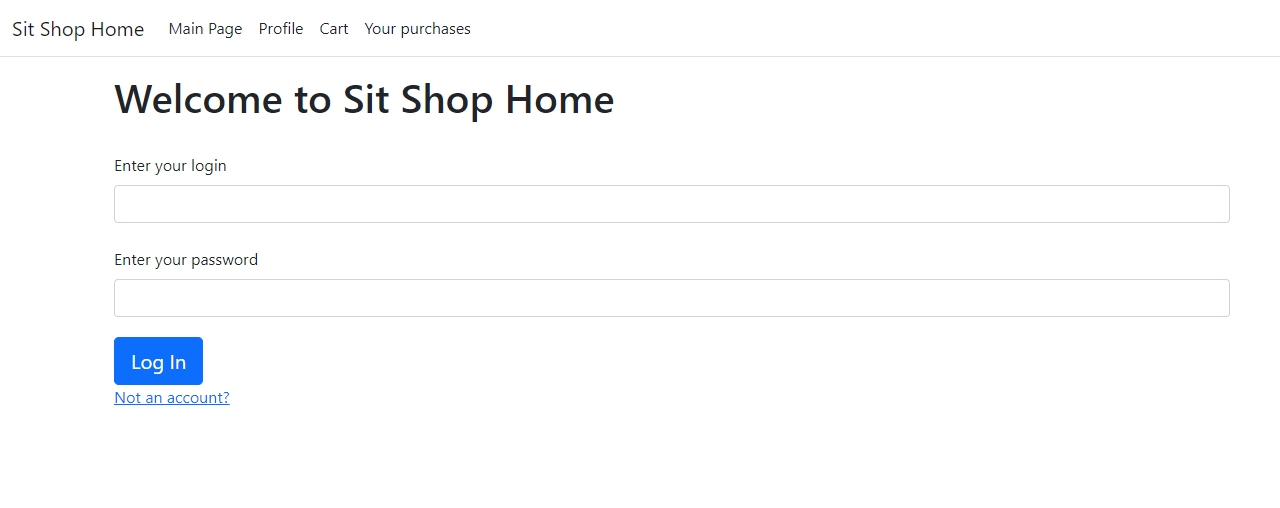 Sit Shop Home Main Page Profile Cart Your purchases
Welcome to Sit Shop Home
Enter your login
Enter your password
Log In
Not an account?